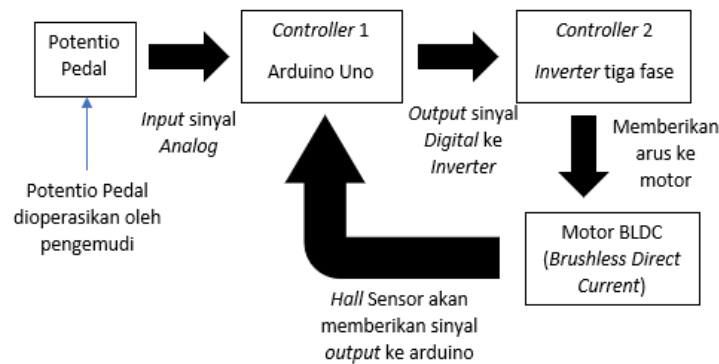 Potentio
Pedal
Controller 1
Arduino Uno
Controller 2
Inverter tiga fase
Input sinyal
Analog
Output sinyal
Digital ke
Inverter
Memberikan
arus ke
motor
Potentio Pedal
dioperasikan oleh
pengemudi
Motor BLDC
(Brushless Direct
Current)
Hall Sensor akan
memberikan sinyal
output ke arduino